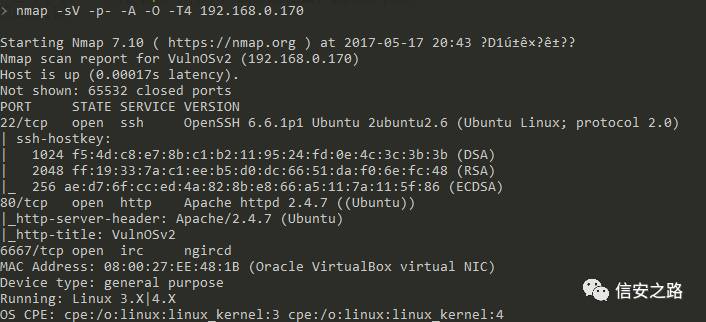 > nmap -sV -p- -A -O -T4 192.168.0.170
Starting Nmap 7.10 ( https://nmap.org ) at 2017-05-17 20:43 ?D1ú±ê×?ê±??
Nmap scan report for VulnOSv2 (192.168.0.170)
Host is up (0.00017s latency).
Not shown: 65532 closed ports
PORT     STATE SERVICE VERSION
22/tcp   open  ssh     OpenSSH 6.6.1p1 Ubuntu 2ubuntu2.6 (Ubuntu Linux; protocol 2.0)
| ssh-hostkey:
|   1024 f5:4d:c8:e7:8b:c1:b2:11:95:24:fd:0e:4c:3c:3b:3b (DSA)
|   2048 ff:19:33:7a:c1:ee:b5:d0:dc:66:51:da:f0:6e:fc:48 (RSA)
|_  256 ae:d7:6f:cc:ed:4a:82:8b:e8:66:a5:11:7a:11:5f:86 (ECDSA)
80/tcp   open  http    Apache httpd 2.4.7 ((Ubuntu))
|_http-server-header: Apache/2.4.7 (Ubuntu)
|_http-title: VulnOSv2
6667/tcp open  irc     ngircd
MAC Address: 08:00:27:EE:48:1B (Oracle VirtualBox virtual NIC)
Device type: general purpose
Running: Linux 3.X|4.X
OS CPE: cpe:/o:linux:linux_kernel:3 cpe:/o:linux:linux_kernel:4
信安之路